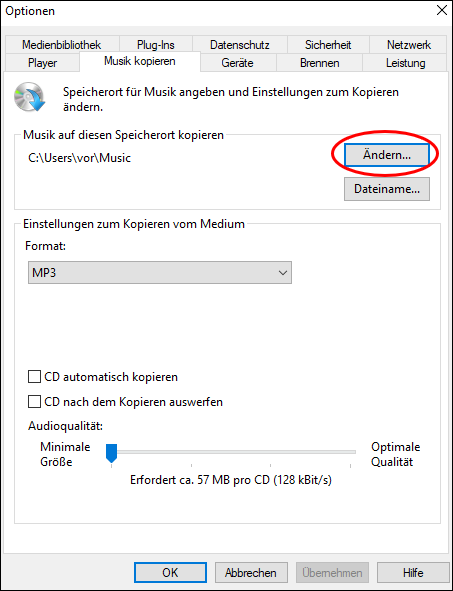 Optionen
Medienbibliothek Plug-Ins Datenschutz Sicherheit Netzwerk
Player Musik kopieren Geräte Brennen Leistung
Speicherort für Musik angeben und Einstellungen zum Kopieren
ändern.
Musik auf diesen Speicherort kopieren
C:\Users\vor\Music
Ändern...
Dateiname...
Einstellungen zum Kopieren vom Medium
Format:
MP3
CD automatisch kopieren
CD nach dem Kopieren auswerfen
Audioqualität:
Minimale
Größe
Optimale
Qualität
Erfordert ca. 57 MB pro CD (128 kBit/s)
OK Abbrechen Übernehmen Hilfe